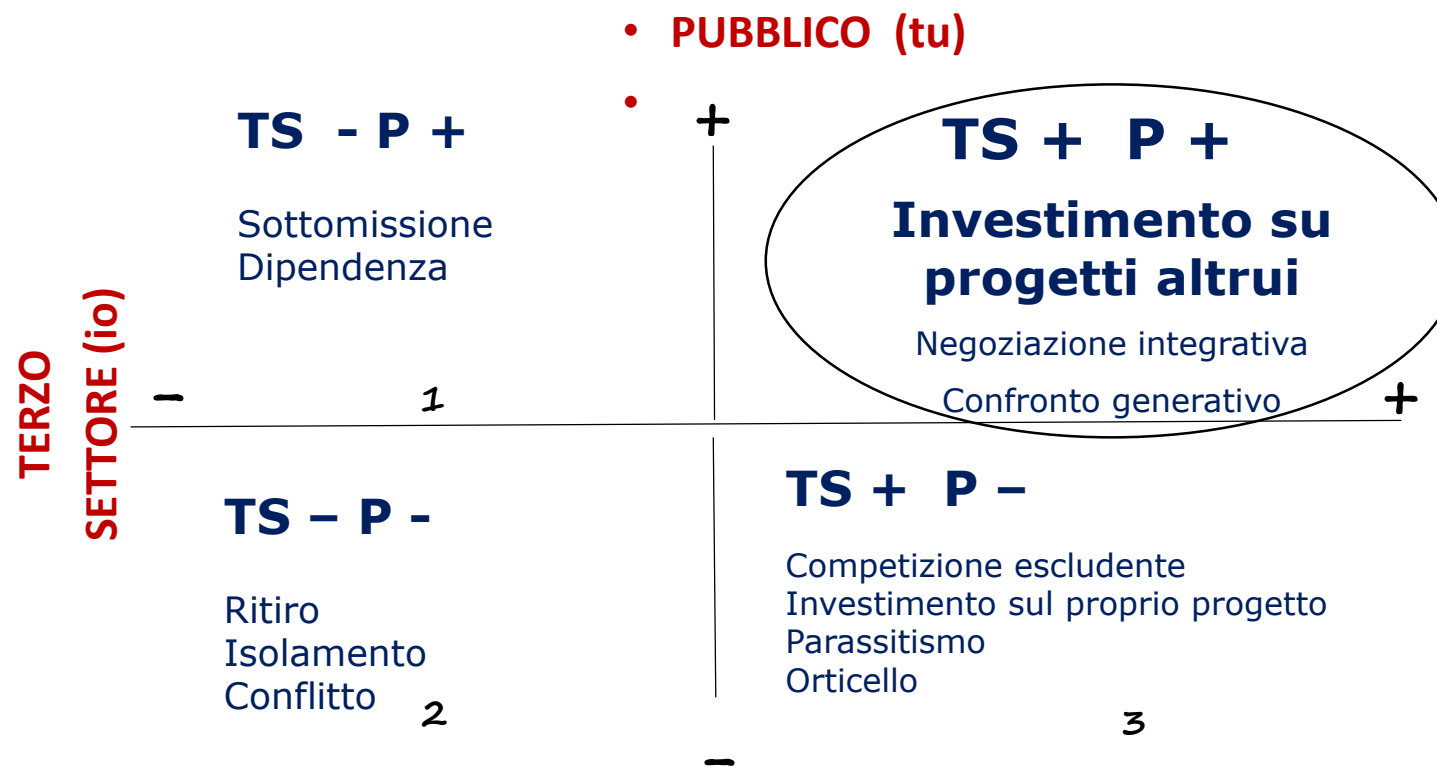 • PUBBLICO (tu)
•
TS - P +
+
TS + P +
Sottomissione
Dipendenza
Investimento su
progetti altrui
Negoziazione integrativa
Confronto generativo
TERZO
SETTORE (io)
–
1
+
TS – P -
Ritiro
Isolamento
Conflitto
2
TS + P –
Competizione escludente
Investimento sul proprio progetto
Parassitismo
Orticello
3
–